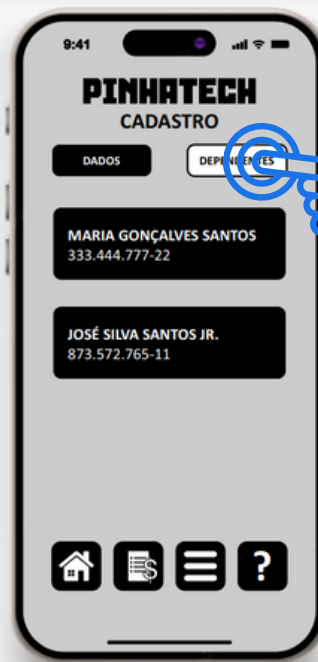 9:41
PINHATECH
CADASTRO
DADOS
DEPENDENTES
MARIA GONÇALVES SANTOS
333.444.777-22
JOSÉ SILVA SANTOS JR.
873.572.765-11
$
?